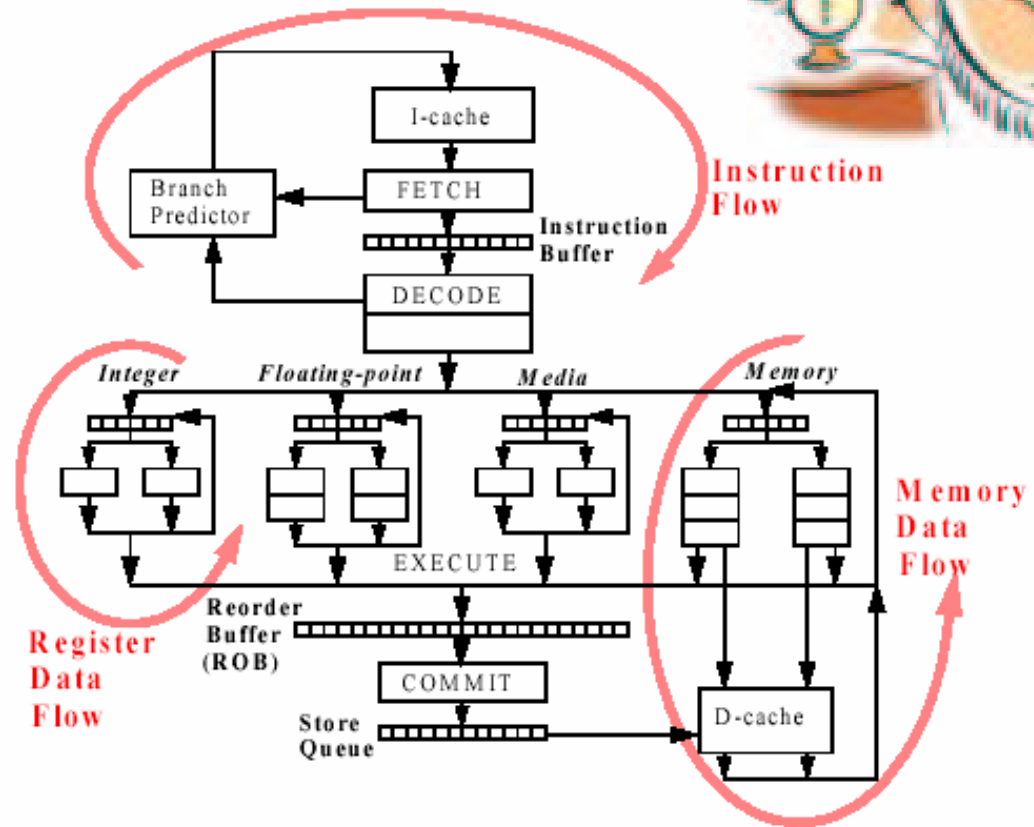 I-cache
Branch
Predictor
FETCH
Instruction
Flow
Instruction
Buffer
DECODE
Integer
Floating-point
Media
Memory
EXECUTE
Memory
Data
Flow
Register
Data
Flow
Reorder
Buffer
(ROB)
COMMIT
Store
Queue
D-cache